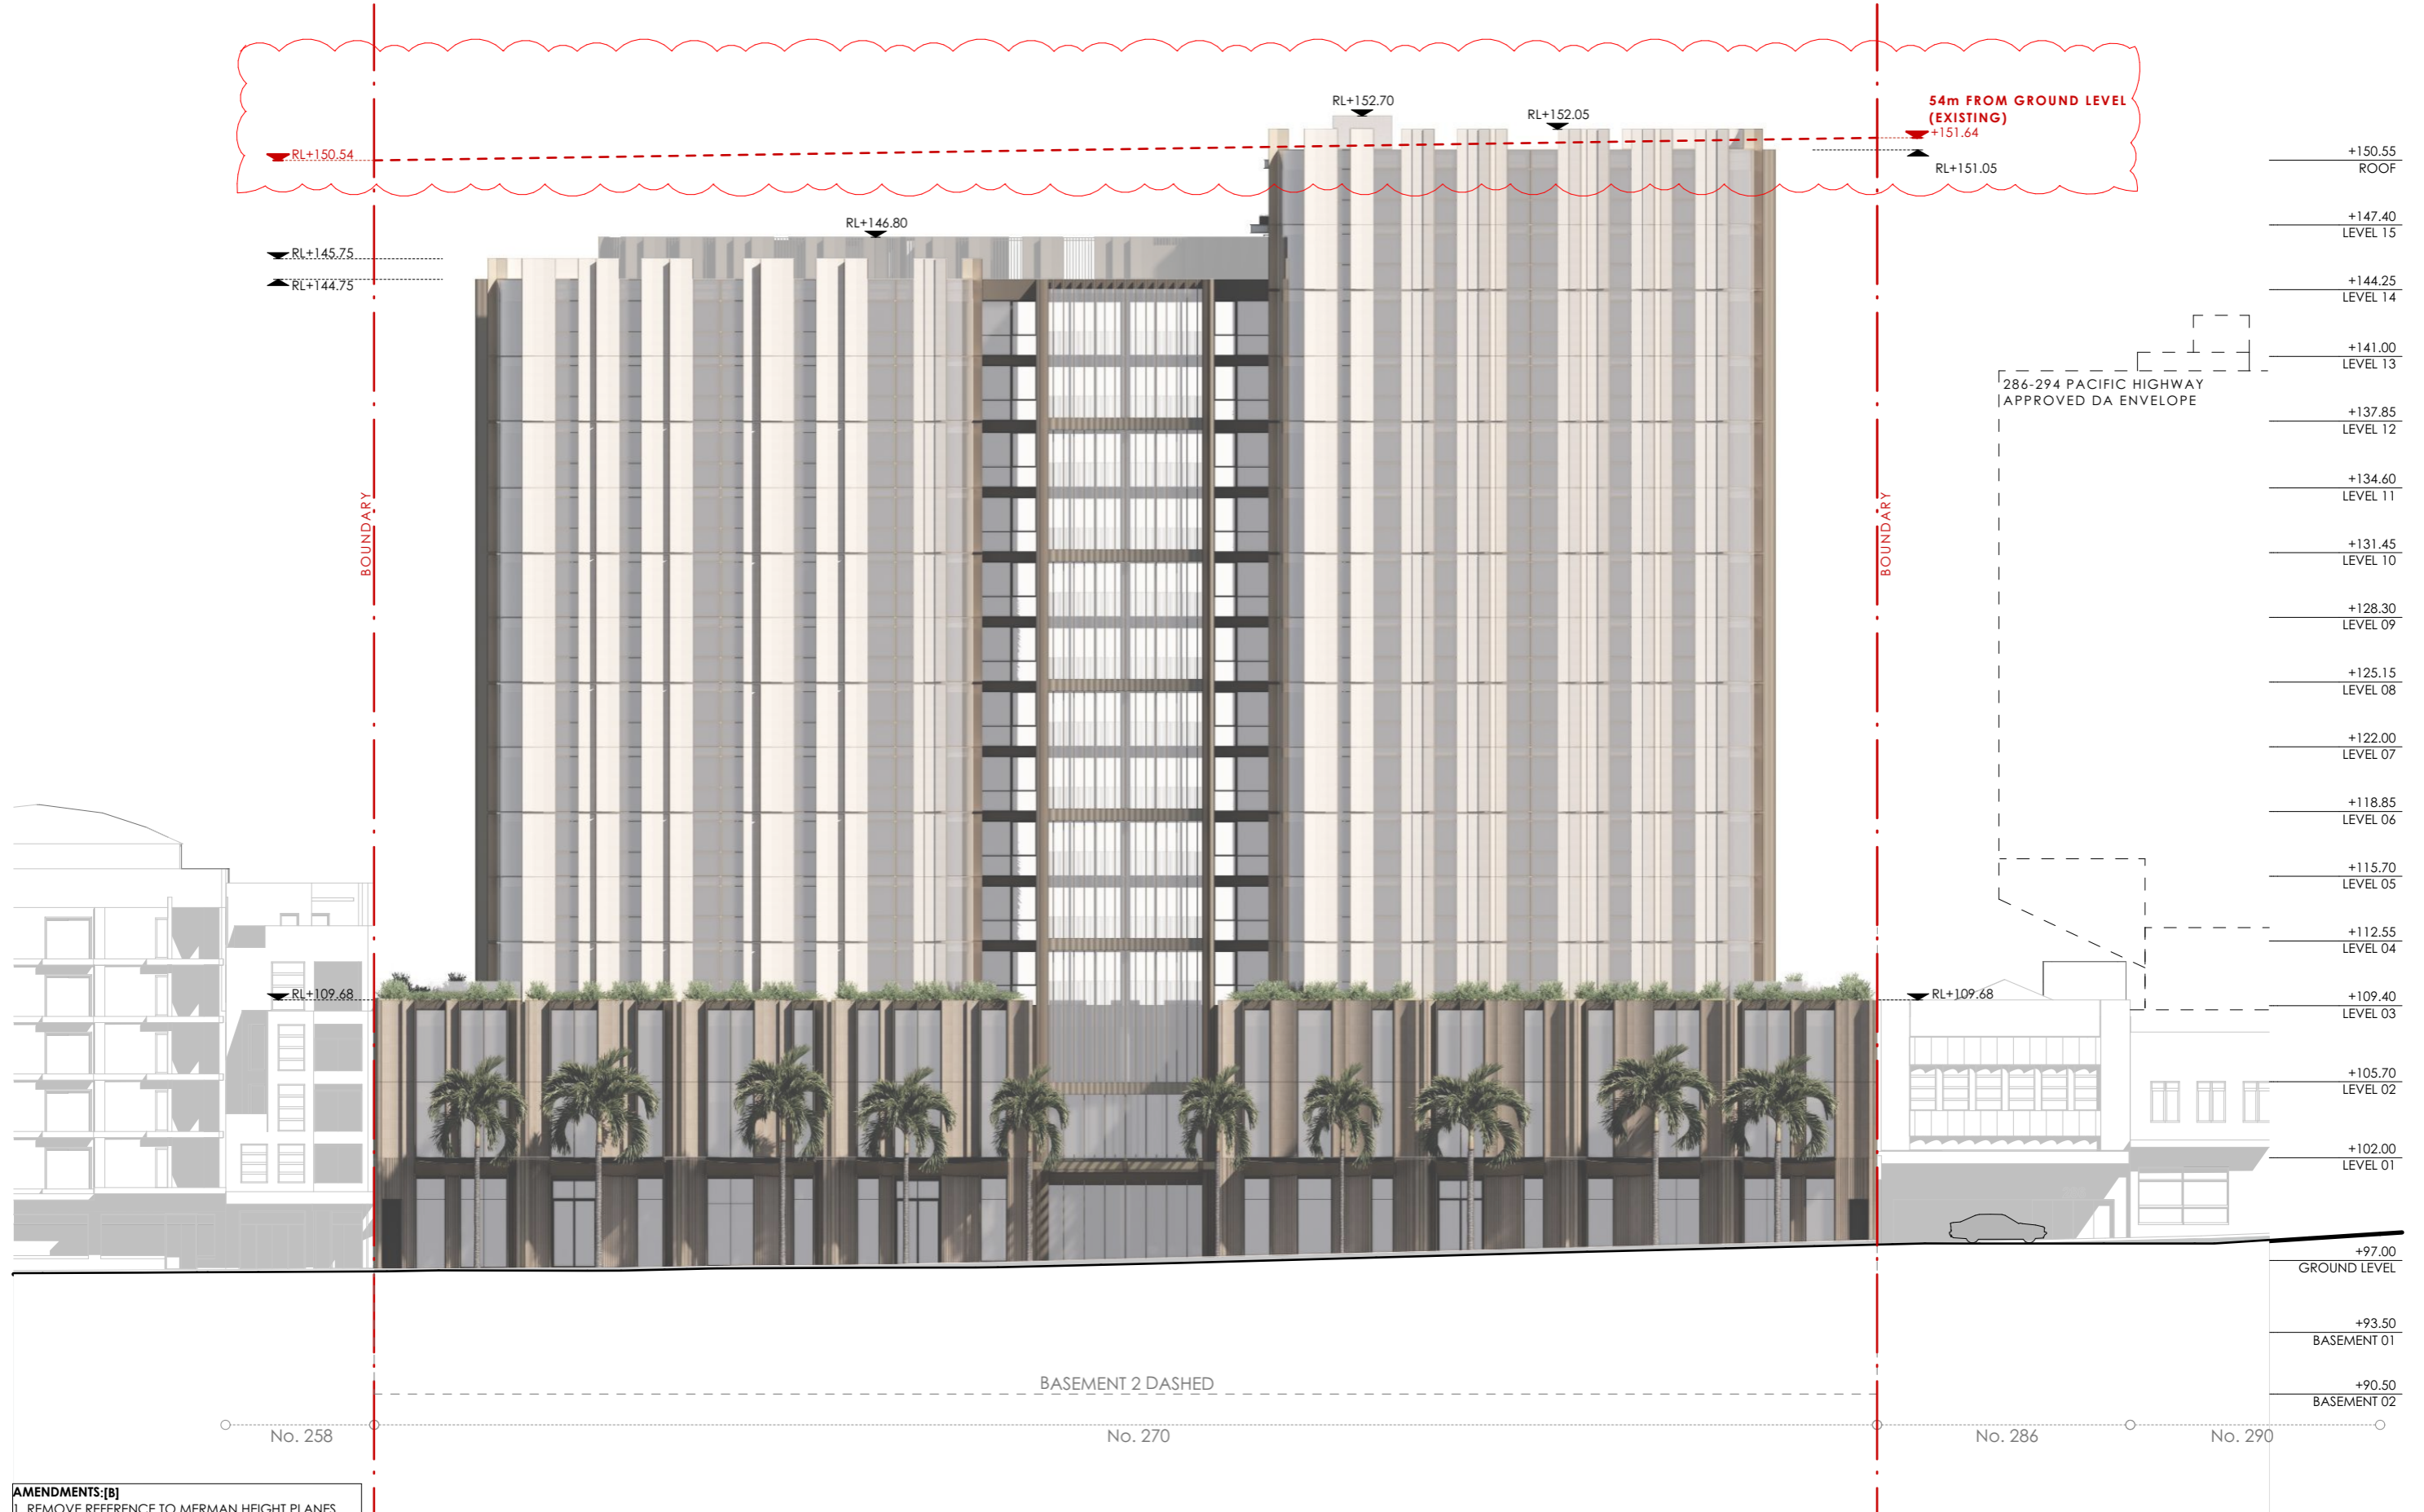 RL+152.70
RL+152.05
54m FROM GROUND LEVEL
(EXISTING)
+151.64
RL+150.54
RL+151.05
RL+146.80
RL+145.75
RL+144.75
+150.55
ROOF
+147.40
LEVEL 15
+144.25
LEVEL 14
+141.00
LEVEL 13
286-294 PACIFIC HIGHWAY
APPROVED DA ENVELOPE
+137.85
LEVEL 12
+134.60
LEVEL 11
BOUNDARY
BOUNDARY
+131.45
LEVEL 10
+128.30
LEVEL 09
+125.15
LEVEL 08
+122.00
LEVEL 07
+118.85
LEVEL 06
+115.70
LEVEL 05
+112.55
LEVEL 04
RL+109.68
RL+109.68
+109.40
LEVEL 03
+105.70
LEVEL 02
+102.00
LEVEL 01
+97.00
GROUND LEVEL
+93.50
BASEMENT 01
BASEMENT 2 DASHED
+90.50
BASEMENT 02
No. 258
No. 270
No. 286
No. 290
AMENDMENTS:[B]
1. REMOVE REFERENCE TO MERMAN HEIGHT PLANES